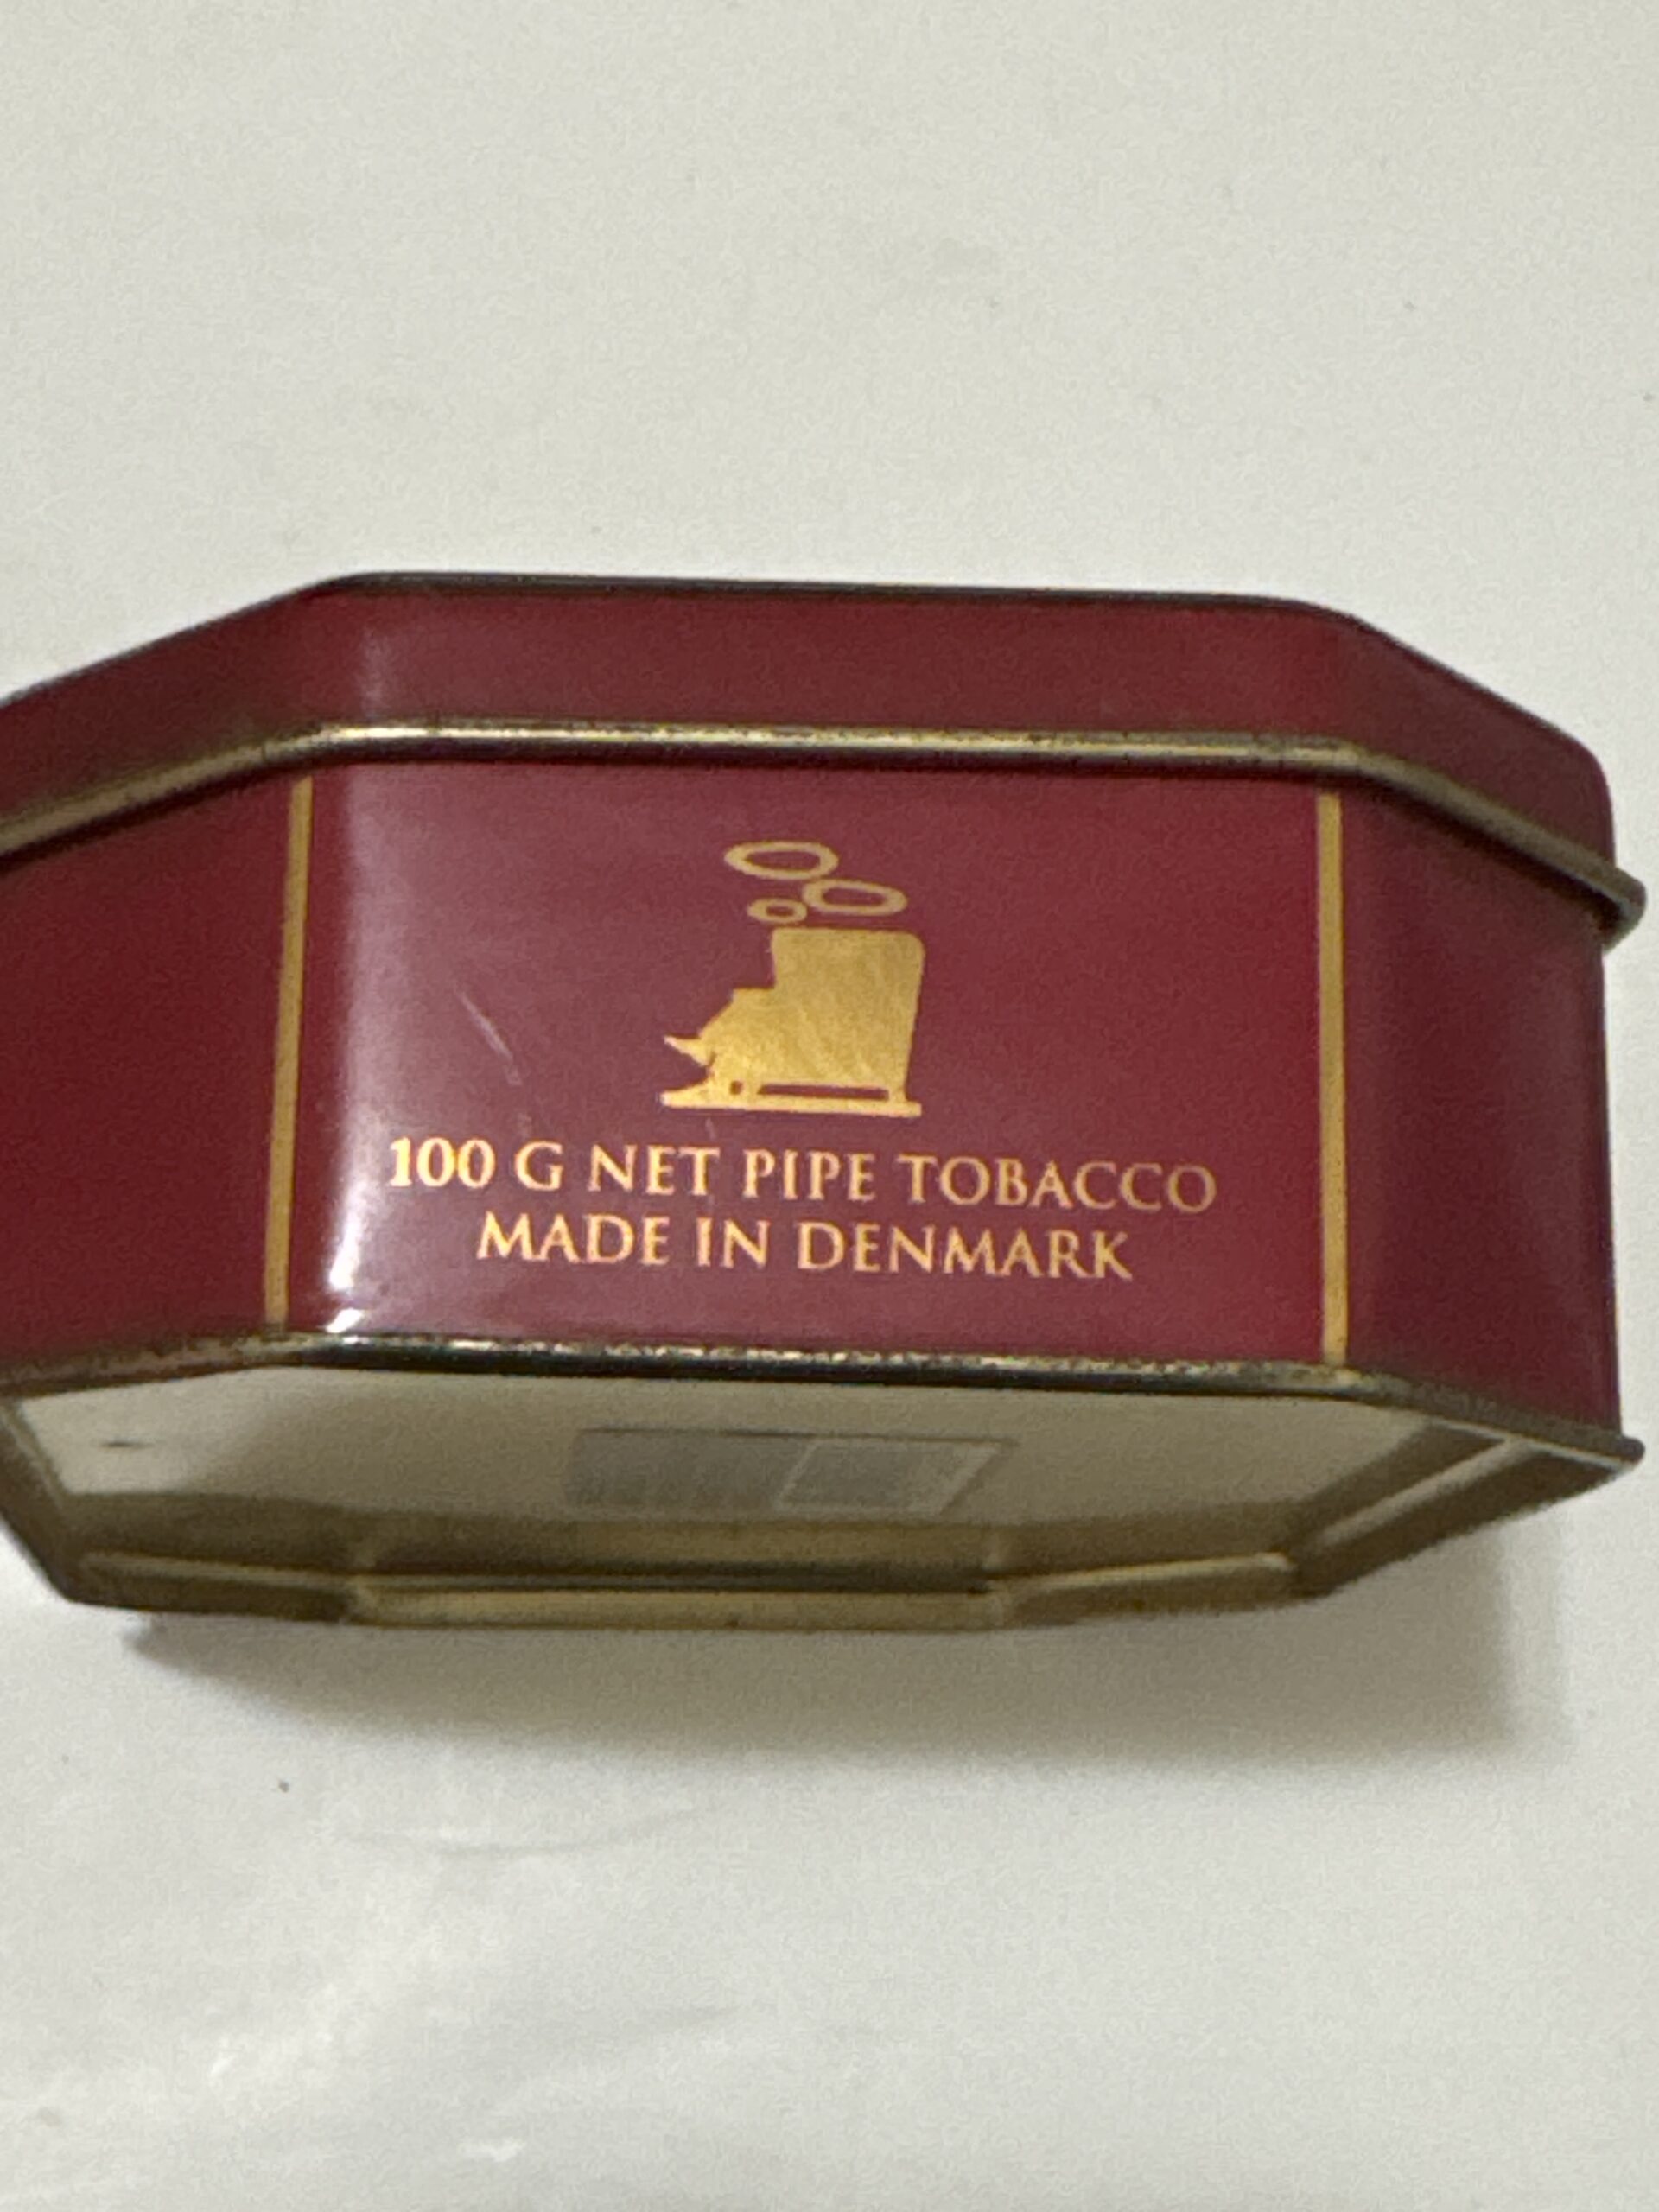 100 G NET PIPE TOBACCO
MADE IN DENMARK